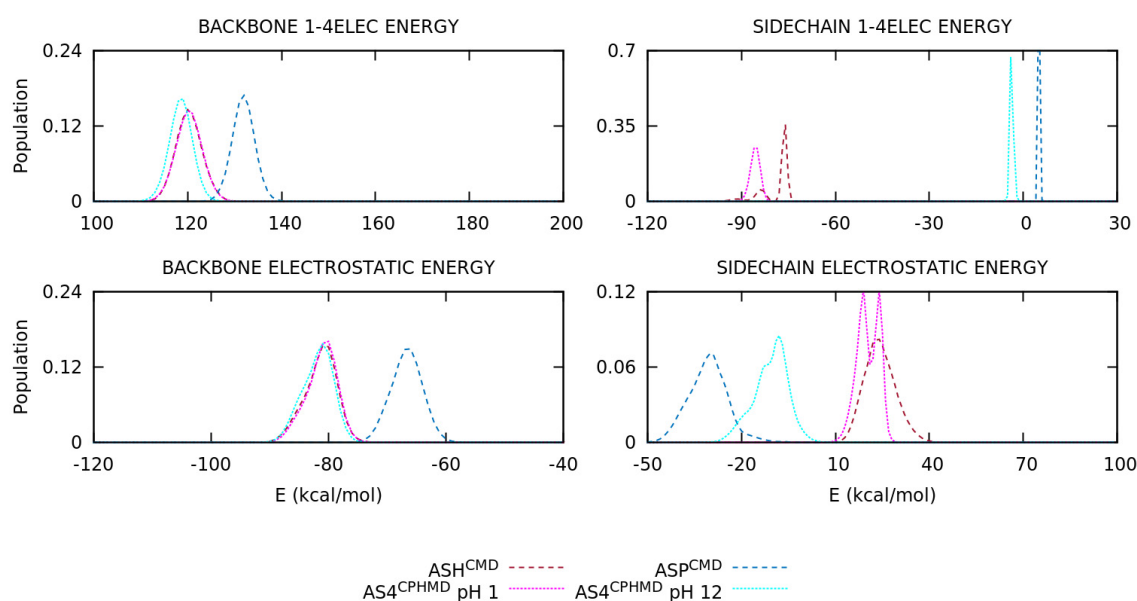 BACKBONE 1-4ELEC ENERGY
SIDECHAIN 1-4ELEC ENERGY
Population
0.24
0.12
0
100 120 140 160 180 200
0.7
0.35
0
-120 -90 -60 -30 0 30
BACKBONE ELECTROSTATIC ENERGY
SIDECHAIN ELECTROSTATIC ENERGY
Population
0.24
0.12
0
-120 -100 -80 -60 -40
E (kcal/mol)
0.12
0.06
0
-50 -20 10 40 70 100
E (kcal/mol)
ASH^CMD ASP^CMD
AS4^CPHMD pH 1 AS4^CPHMD pH 12